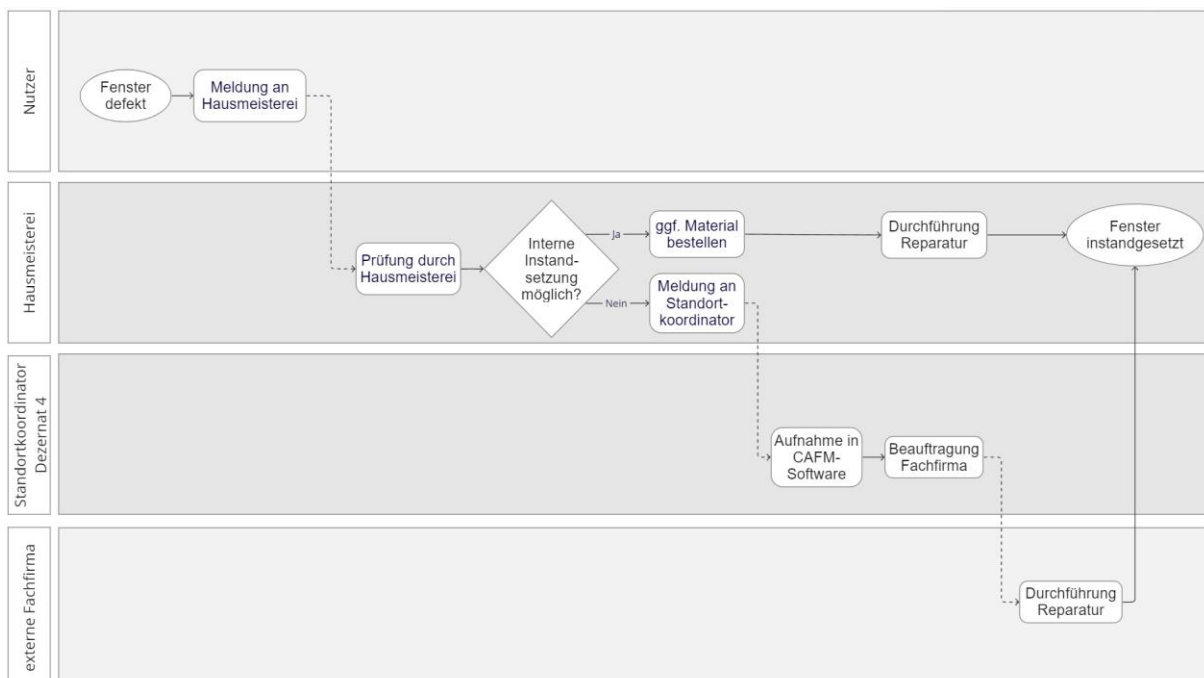 Nutzer
Fenster
defekt
Meldung an
Hausmeisterei
Hausmeisterei
Prüfung durch
Hausmeisterei
Interne
Instand-
setzung
möglich?
Ja
ggf. Material
bestellen
Durchführung
Reparatur
Fenster
instandgesetzt
Nein
Meldung an
Standort-
koordinator
Standortkoordinator
Dezernat 4
Aufnahme in
CAFM-
Software
Beauftragung
Fachfirma
externe Fachfirma
Durchführung
Reparatur